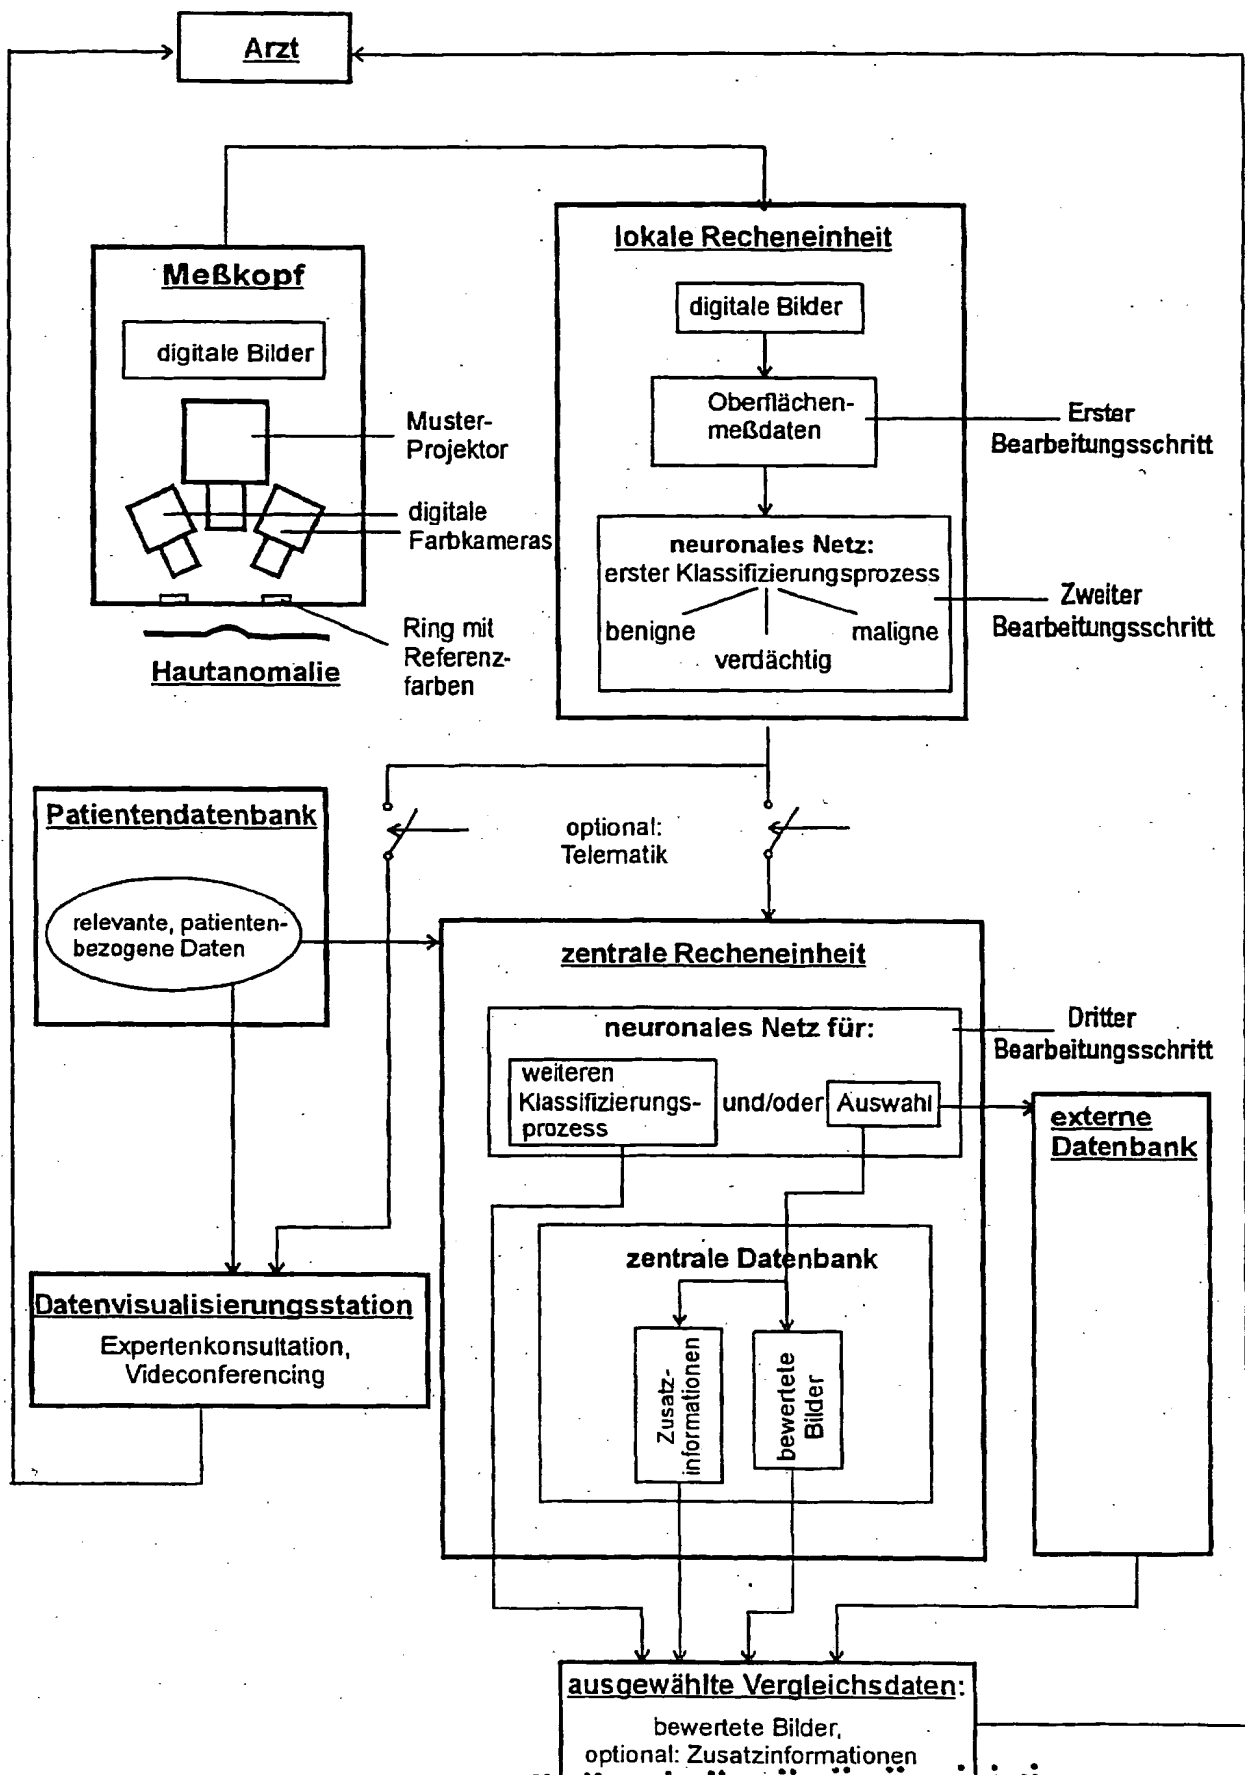 Arzt
lokale Recheneinheit
Meßkopf
digitale Bilder
digitale Bilder
Muster-
Projektor
digitale
Farbkameras
Oberflächen-
meßdaten
Erster
Bearbeitungsschritt
neuronales Netz:
erster Klassifizierungsprozess
benigne
maligne
verdächtig
Zweiter
Bearbeitungsschritt
Ring mit
Referenz-
farben
Hautanomalie
Patientendatenbank
relevante, patienten-
bezogene Daten
optional:
Telematik
zentrale Recheneinheit
neuronales Netz für:
weiteren
Klassifizierungs-
prozess
und/oder
Auswahl
Dritter
Bearbeitungsschritt
externe
Datenbank
zentrale Datenbank
Zusatz-
informationen
bewertete
Bilder
Datenvisualisierungsstation
Expertenkonsultation,
Videconferencing
ausgewählte Vergleichsdaten:
bewertete Bilder,
optional: Zusatzinformationen